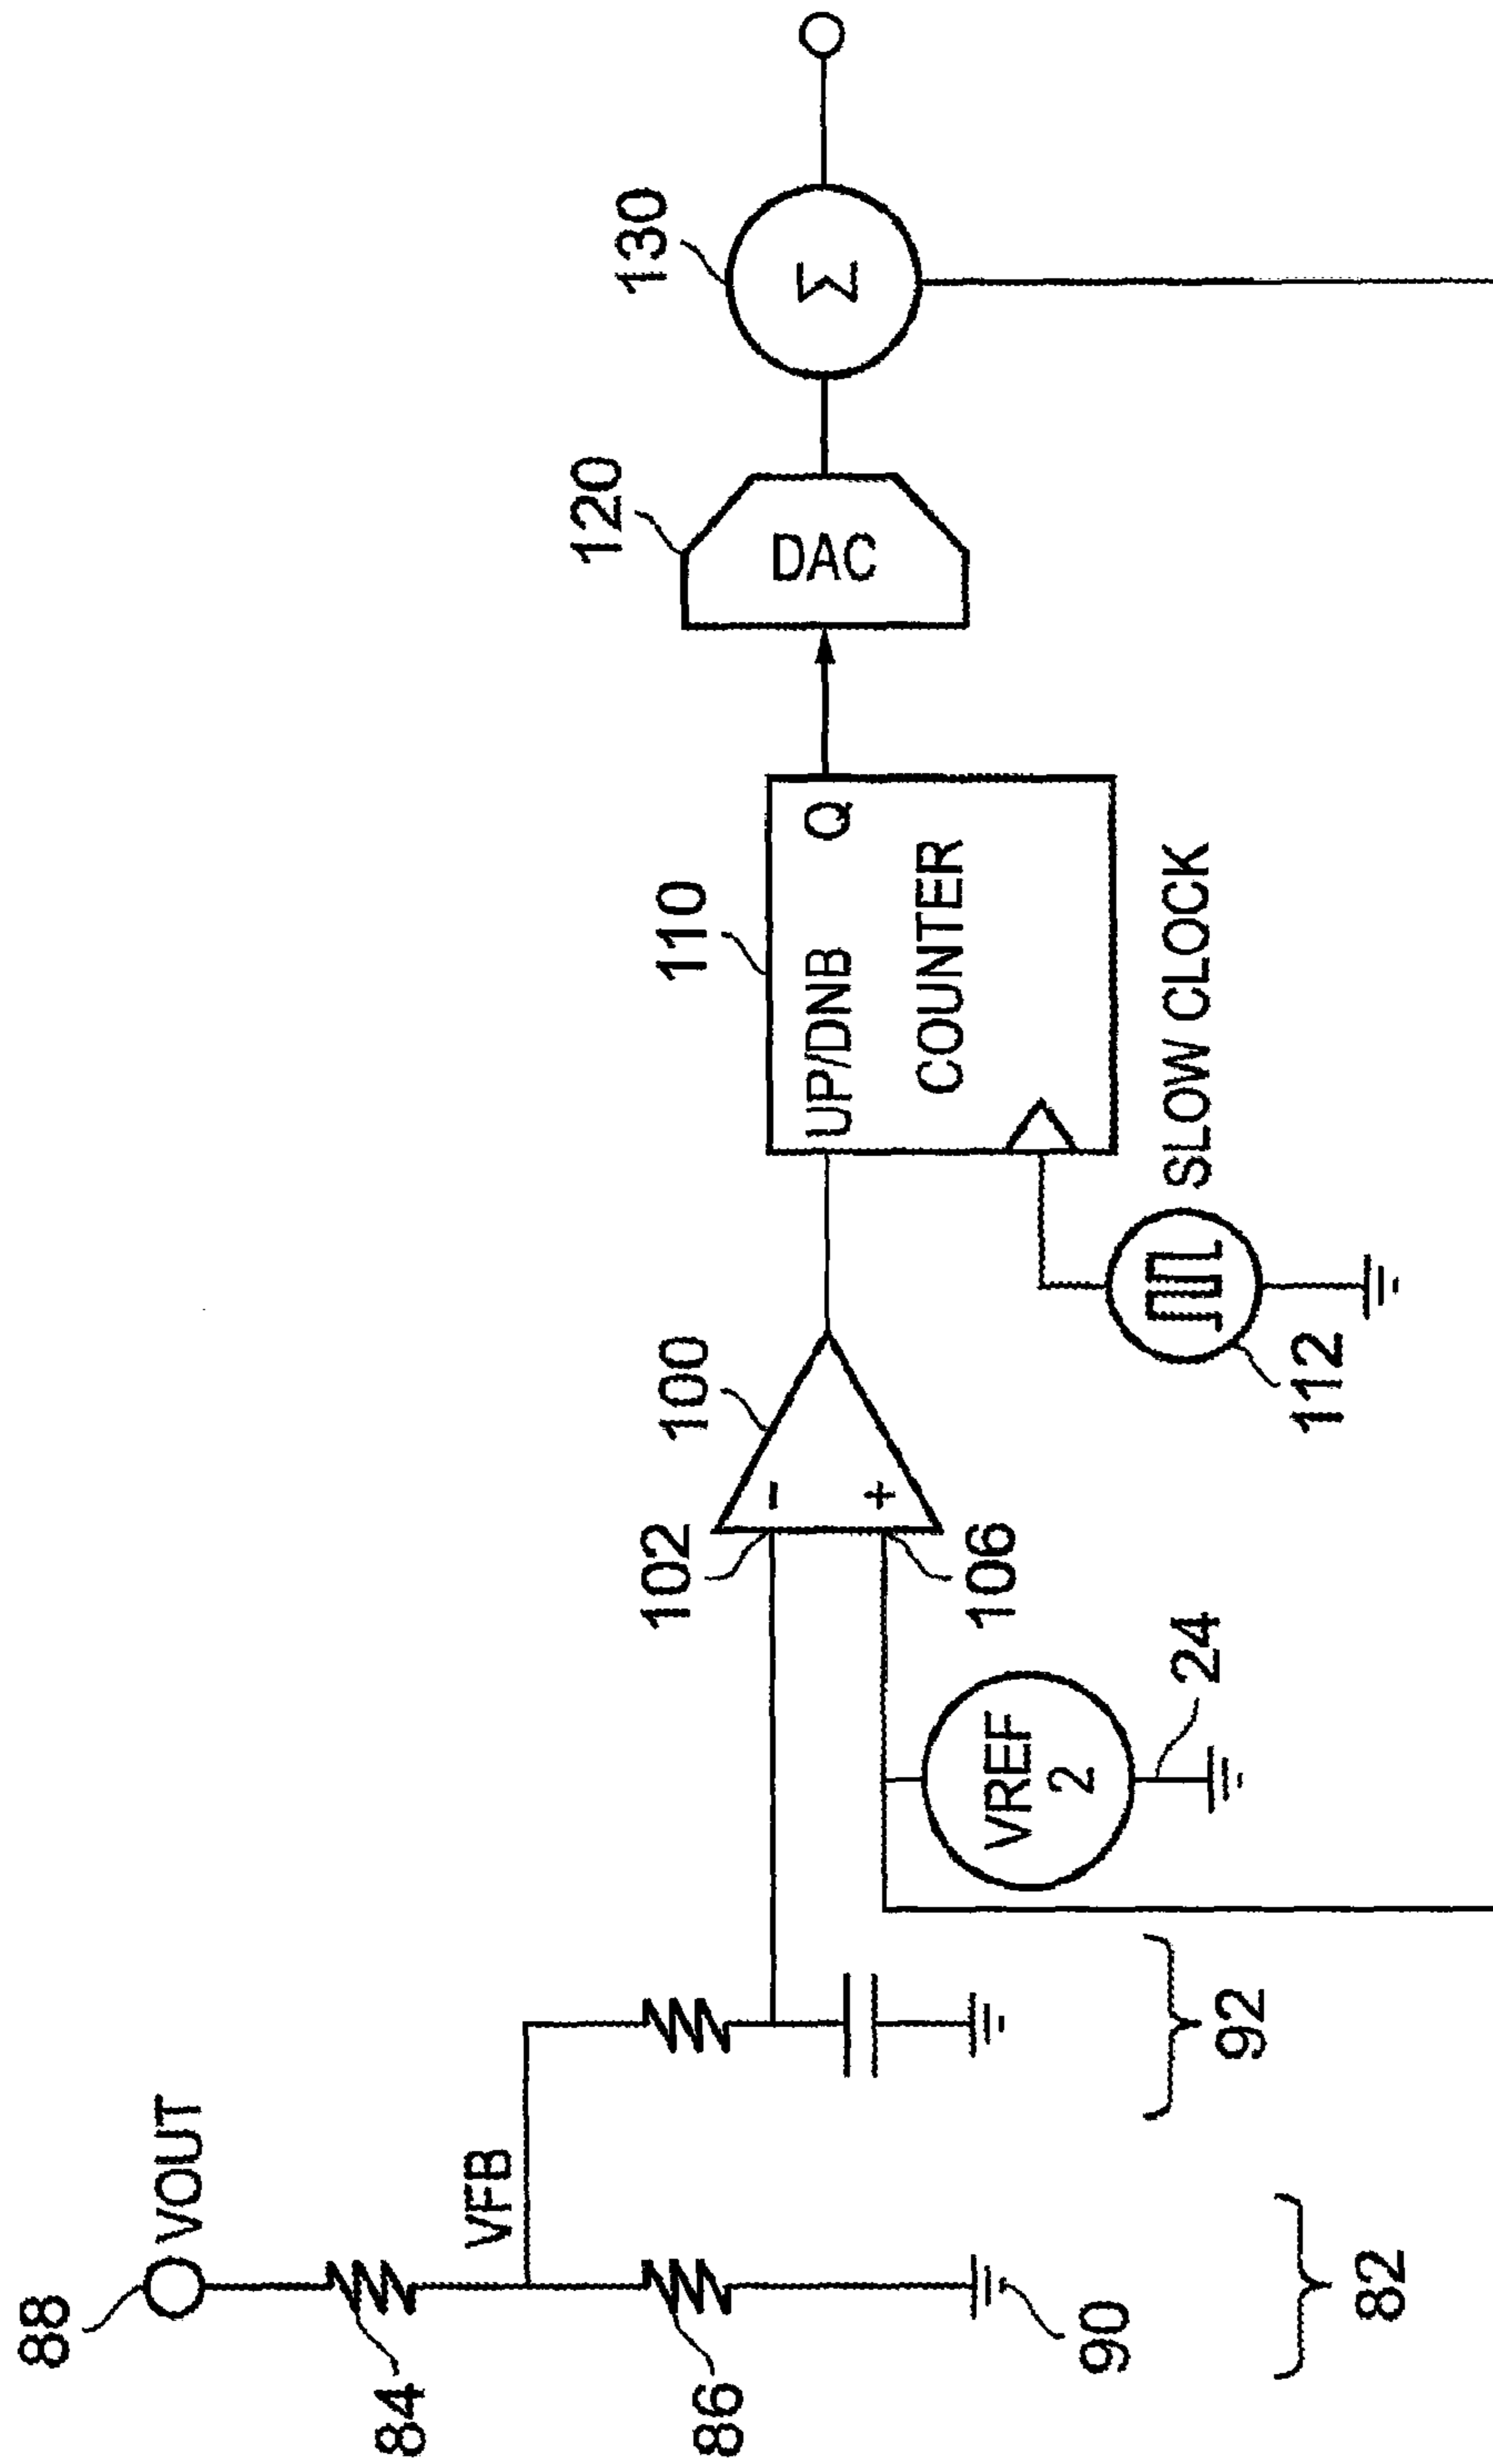 88
VOUT
84
VFB
86
90
82
92
VREF
2
24
102
-
+
106
100
112
SLOW CLOCK
110
UP/DNB
Q
COUNTER
120
DAC
130
Σ